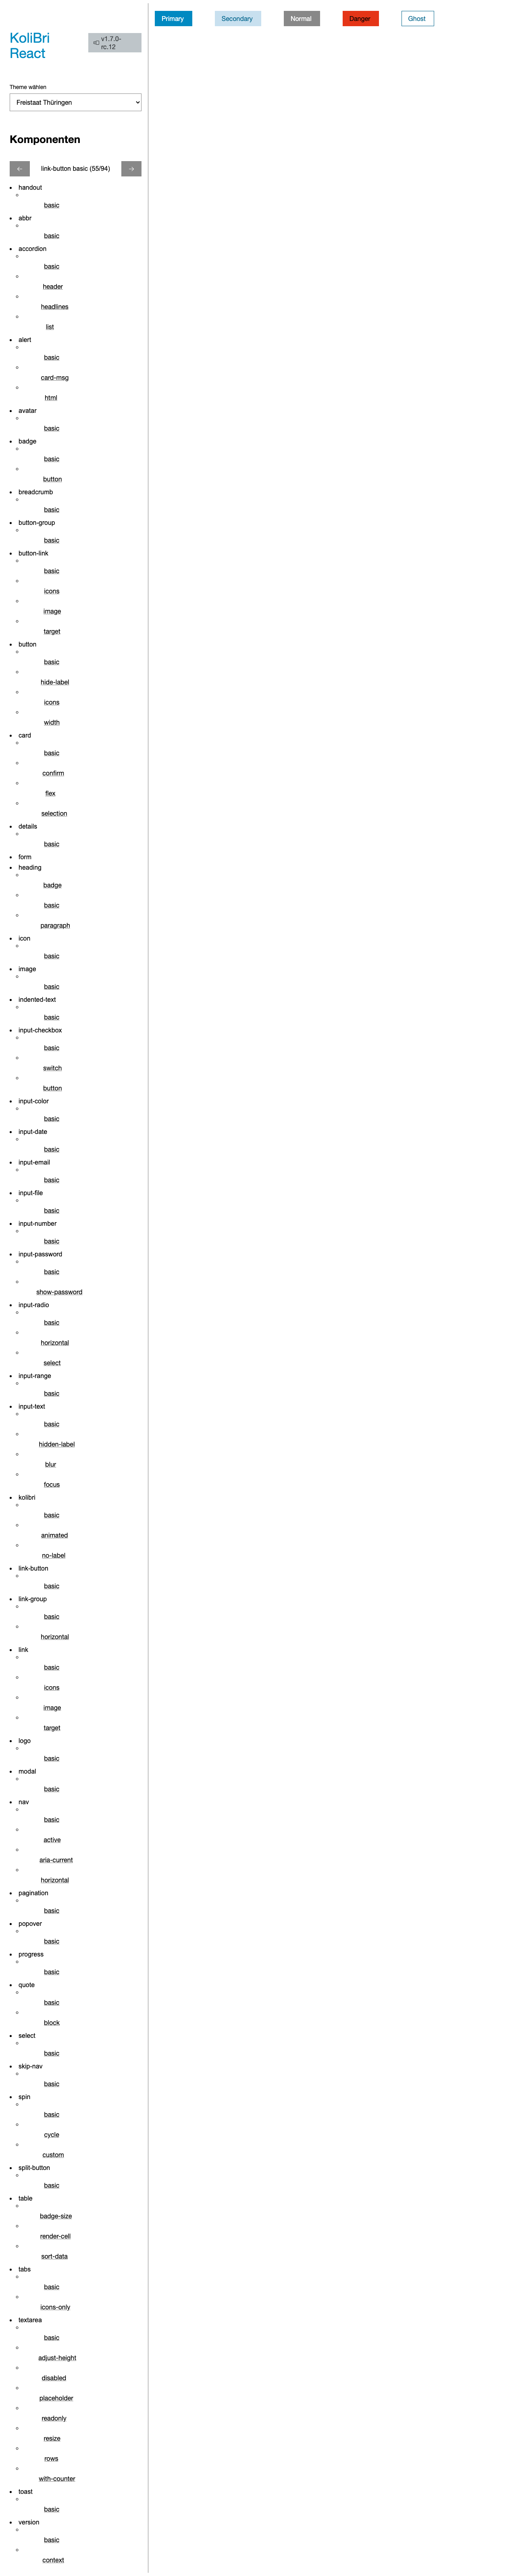 KoliBri
React
v1.7.0-
rc.12
Theme wählen
Freistaat Thüringen
Komponenten
link-button basic (55/94)
handout
basic
abbr
basic
accordion
basic
header
headlines
list
alert
basic
card-msg
html
avatar
basic
badge
basic
button
breadcrumb
basic
button-group
basic
button-link
basic
icons
image
target
button
basic
hide-label
icons
width
card
basic
confirm
flex
selection
details
basic
form
heading
badge
basic
paragraph
icon
basic
image
basic
indented-text
basic
input-checkbox
basic
switch
button
input-color
basic
input-date
basic
input-email
basic
input-file
basic
input-number
basic
input-password
basic
show-password
input-radio
basic
horizontal
select
input-range
basic
input-text
basic
hidden-label
blur
focus
kolibri
basic
animated
no-label
link-button
basic
link-group
basic
horizontal
link
basic
icons
image
target
logo
basic
modal
basic
nav
basic
active
aria-current
horizontal
pagination
basic
popover
basic
progress
basic
quote
basic
block
select
basic
skip-nav
basic
spin
basic
cycle
custom
split-button
basic
table
badge-size
render-cell
sort-data
tabs
basic
icons-only
textarea
basic
adjust-height
disabled
placeholder
readonly
resize
rows
with-counter
toast
basic
version
basic
context
Primary Secondary Normal Danger Ghost